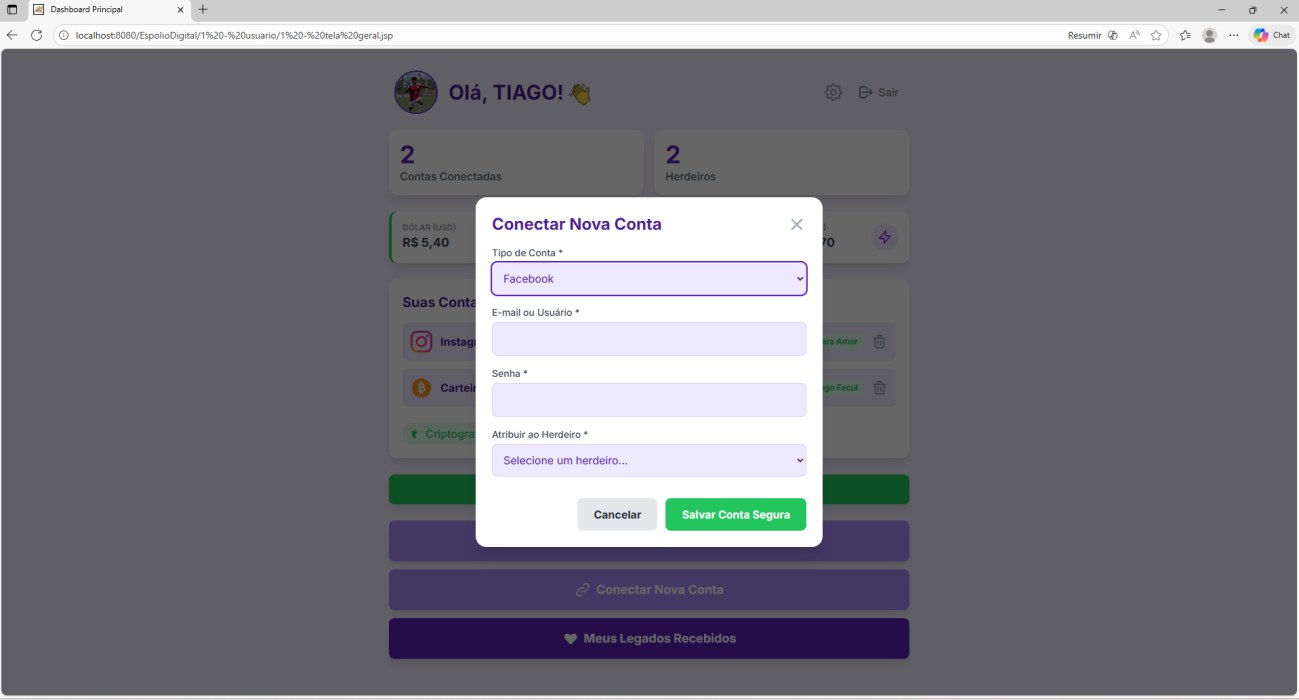 Dashboard Principal
localhost:8080/EspolioDigital/1%20-%20usuario/1%20-%20tela%20geral.jsp
Resumir
Chat
Olá, TIAGO! 👋
Sair
2
Contas Conectadas
2
Herdeiros
DÓLAR (USD)
R$ 5,40
70
Suas Conta
Instag
Amor
Cartei
go Facul
Criptogra
Conectar Nova Conta
Tipo de Conta *
Facebook
E-mail ou Usuário *
Senha *
Atribuir ao Herdeiro *
Selecione um herdeiro...
Cancelar
Salvar Conta Segura
Conectar Nova Conta
Meus Legados Recebidos